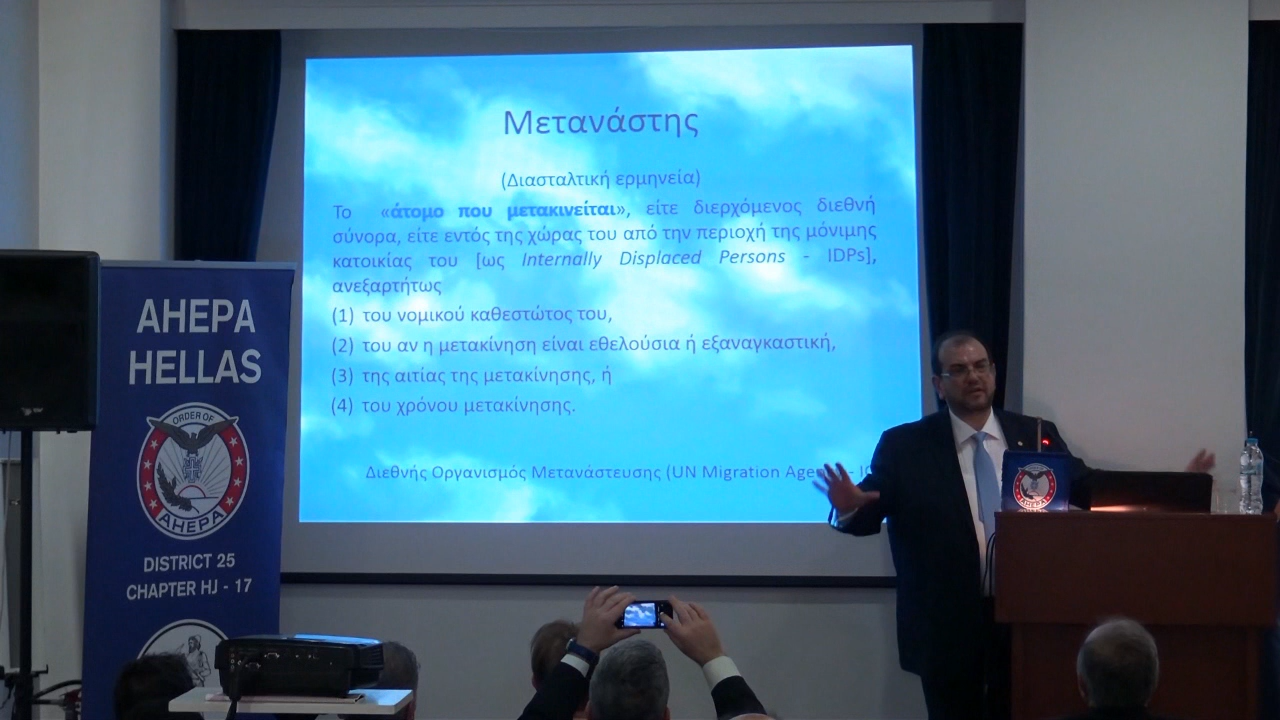 Μετανάστης
(Διασταλτική ερμηνεία)
Το «άτομο που μετακινείται», είτε διερχόμενος διεθνή
σύνορα, είτε εντός της χώρας του από την περιοχή της μόνιμης
κατοικίας του [ως Internally Displaced Persons - IDPs],
ανεξαρτήτως
(1) του νομικού καθεστώτος του,
(2) του αν η μετακίνηση είναι εθελούσια ή εξαναγκαστική,
(3) της αιτίας της μετακίνησης, ή
(4) του χρόνου μετακίνησης.
Διεθνής Οργανισμός Μετανάστευσης (UN Migration
AHEPA
HELLAS
ORDER OF
AHEPA
DISTRICT 25
CHAPTER HJ - 17